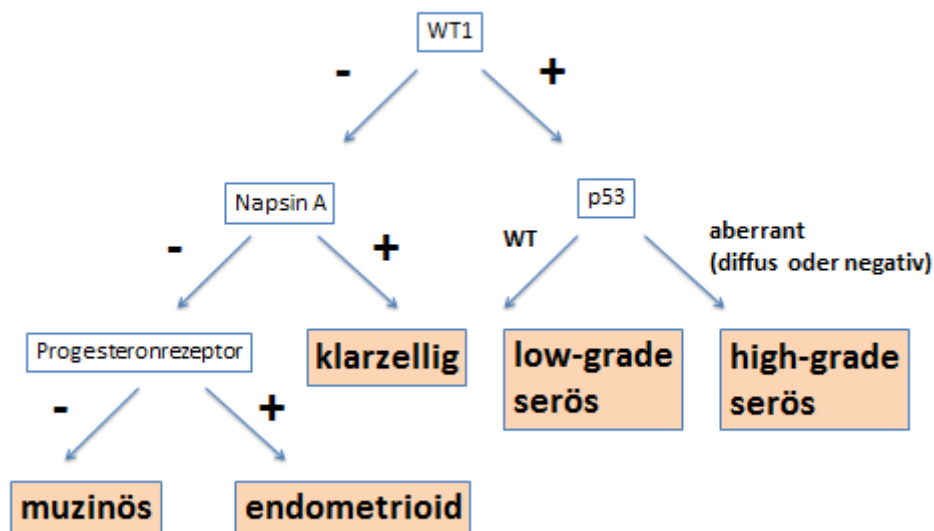 WT1
- +
Napsin A
p53
- +
WT
aberrant
(diffus oder negativ)
Progesteronrezeptor
klarzellig
low-grade
serös
high-grade
serös
- +
muzinös
endometrioid